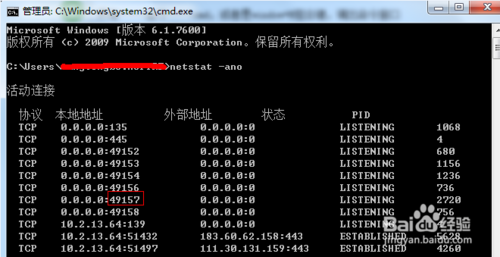 管理员: C:\Windows\system32\cmd.exe
Microsoft Windows [版本 6.1.7600]
版权所有 (c) 2009 Microsoft Corporation。保留所有权利。
C:\Users\ >netstat -ano
活动连接
协议 本地地址 外部地址 状态 PID
TCP 0.0.0.0:135 0.0.0.0:0 LISTENING 1068
TCP 0.0.0.0:445 0.0.0.0:0 LISTENING 4
TCP 0.0.0.0:49152 0.0.0.0:0 LISTENING 680
TCP 0.0.0.0:49153 0.0.0.0:0 LISTENING 1156
TCP 0.0.0.0:49154 0.0.0.0:0 LISTENING 1236
TCP 0.0.0.0:49156 0.0.0.0:0 LISTENING 736
TCP 0.0.0.0:49157 0.0.0.0:0 LISTENING 2720
TCP 0.0.0.0:49158 0.0.0.0:0 LISTENING 756
TCP 10.2.13.64:139 0.0.0.0:0 LISTENING
TCP 10.2.13.64:51432 183.60.62.158:443 ESTABLISHED 5628
TCP 10.2.13.64:51497 111.30.131.159:443 ESTABLISHED 4260
Baidu 经验
jingyan.baidu.com